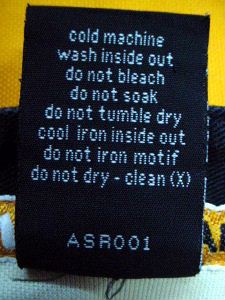 cold machine
wash inside out
do not bleach
do not soak
do not tumble dry
cool iron inside out
do not iron motif
do not dry - clean (X)
ASR001